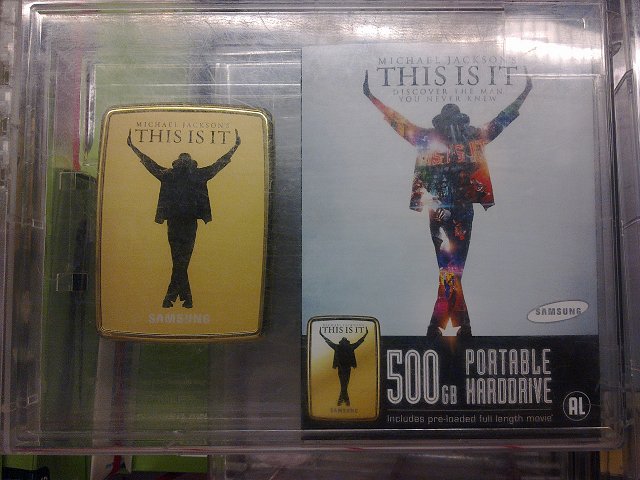 MICHAEL JACKSON'S
THIS IS IT
SAMSUNG
MICHAEL JACKSON'S
THIS IS IT
DISCOVER THE MAN
YOU NEVER KNEW
SAMSUNG
THIS IS IT
SAMSUNG
500GB PORTABLE
HARDDRIVE
Includes pre-loaded full length movie
AL